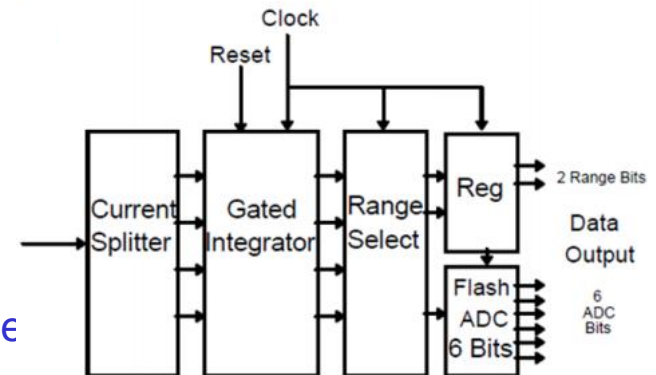 Clock
Reset
Current
Splitter
Gated
Integrator
Range
Select
Reg
2 Range Bits
Data
Output
Flash
ADC
6 Bits
6
ADC
Bits
e